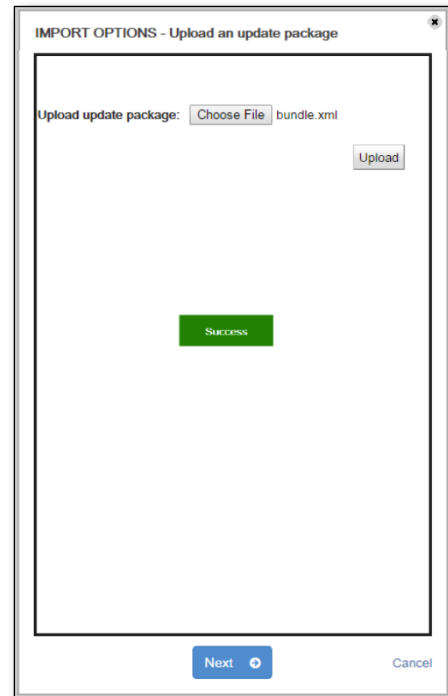 IMPORT OPTIONS - Upload an update package
Upload update package: Choose File bundle.xml
Upload
Success
Next
Cancel